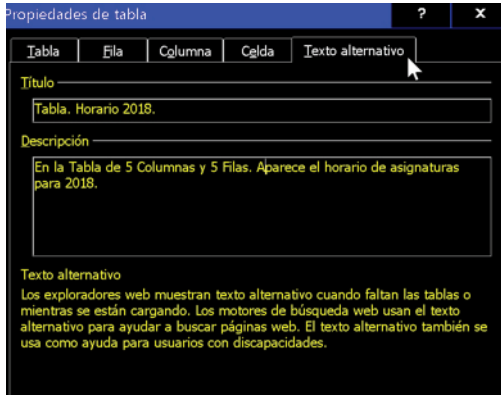 Propiedades de tabla ? x
Tabla Fila Columna Celda Texto alternativo
Título
Tabla. Horario 2018.
Descripción
En la Tabla de 5 Columnas y 5 Filas. Aparece el horario de asignaturas
para 2018.
Texto alternativo
Los exploradores web muestran texto alternativo cuando faltan las tablas o
mientras se están cargando. Los motores de búsqueda web usan el texto
alternativo para ayudar a buscar páginas web. El texto alternativo también se
usa como ayuda para usuarios con discapacidades.